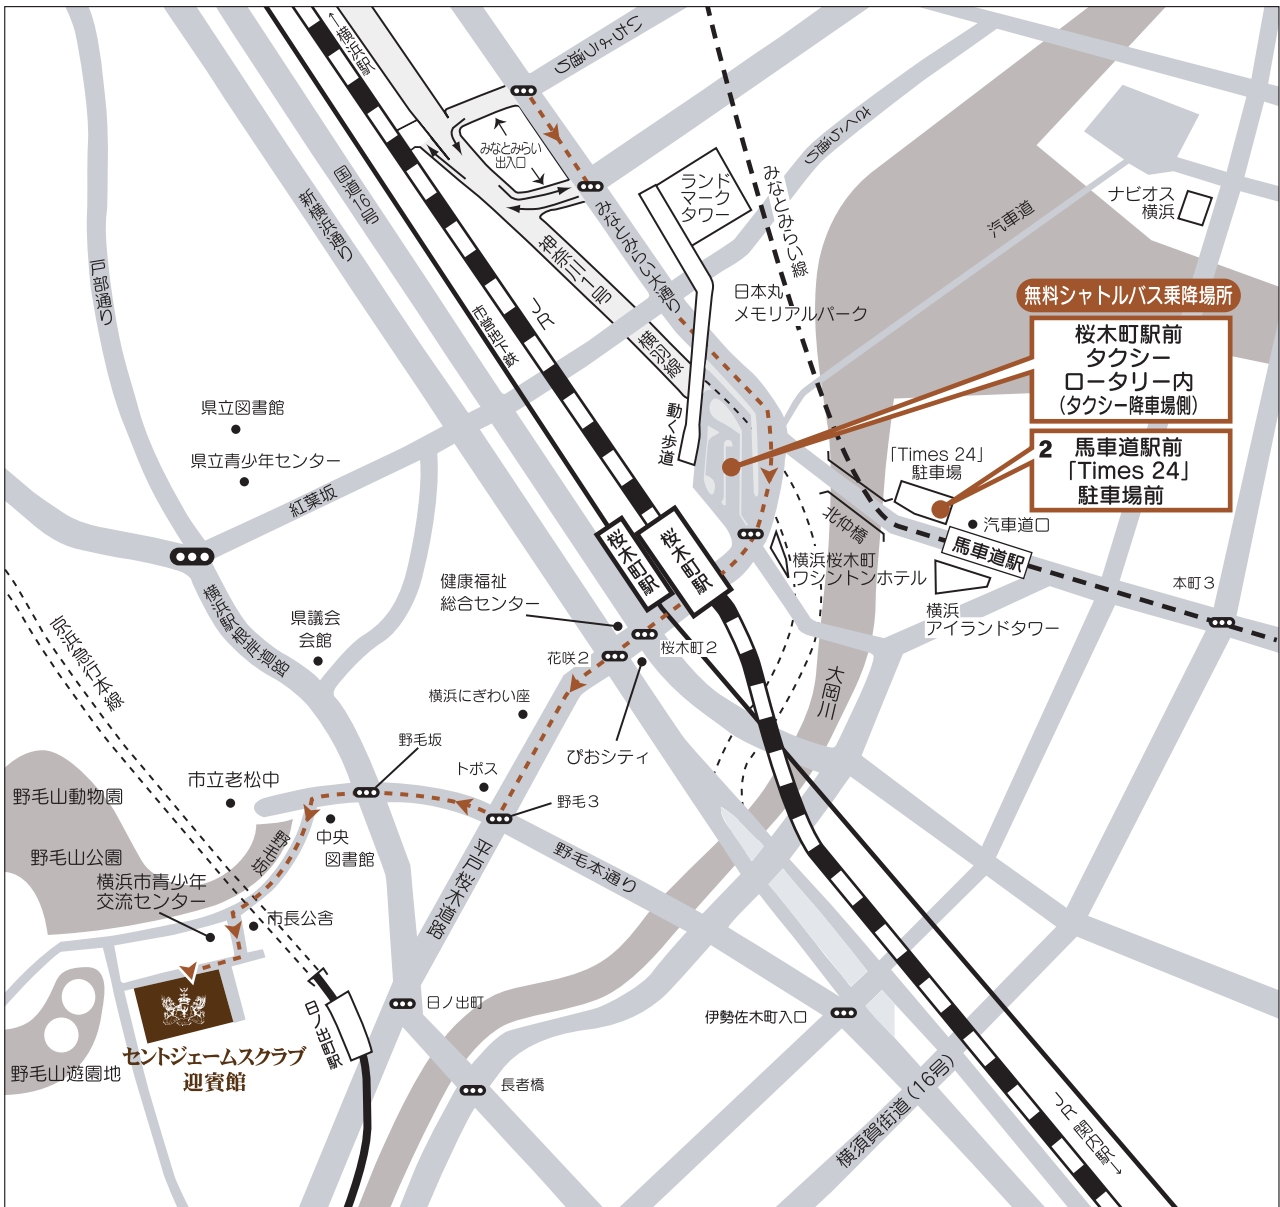 ↑横浜駅
いちょう通り
さくら通り
みなとみらい
出入口
ランド
マーク
タワー
みなとみらい線
ナビオス
横浜
汽車道
国道16号
新横浜通り
戸部通り
神奈川1号
みなとみらい大通り
横羽線
日本丸
メモリアルパーク
無料シャトルバス乗降場所
桜木町駅前
タクシー
ロータリー内
(タクシー降車場側)
2 馬車道駅前
「Times 24」
駐車場前
市営地下鉄
JR
動く歩道
「Times 24」
駐車場
汽車道口
北仲橋
馬車道駅
県立図書館
県立青少年センター
紅葉坂
桜木町駅
桜木町駅
横浜桜木町
ワシントンホテル
横浜
アイランドタワー
本町3
健康福祉
総合センター
横浜駅根岸道路
県議会
会館
京浜急行本線
花咲2
桜木町2
大岡川
横浜にぎわい座
ぴおシティ
野毛坂
トポス
野毛3
市立老松中
野毛山動物園
中央
図書館
野毛坂
野毛山公園
横浜市青少年
交流センター
市長公舎
平戸桜木道路
野毛本通り
日ノ出町
日ノ出町駅
伊勢佐木町入口
セントジェームスクラブ
迎賓館
野毛山遊園地
長者橋
横須賀街道(16号)
JR関内駅→